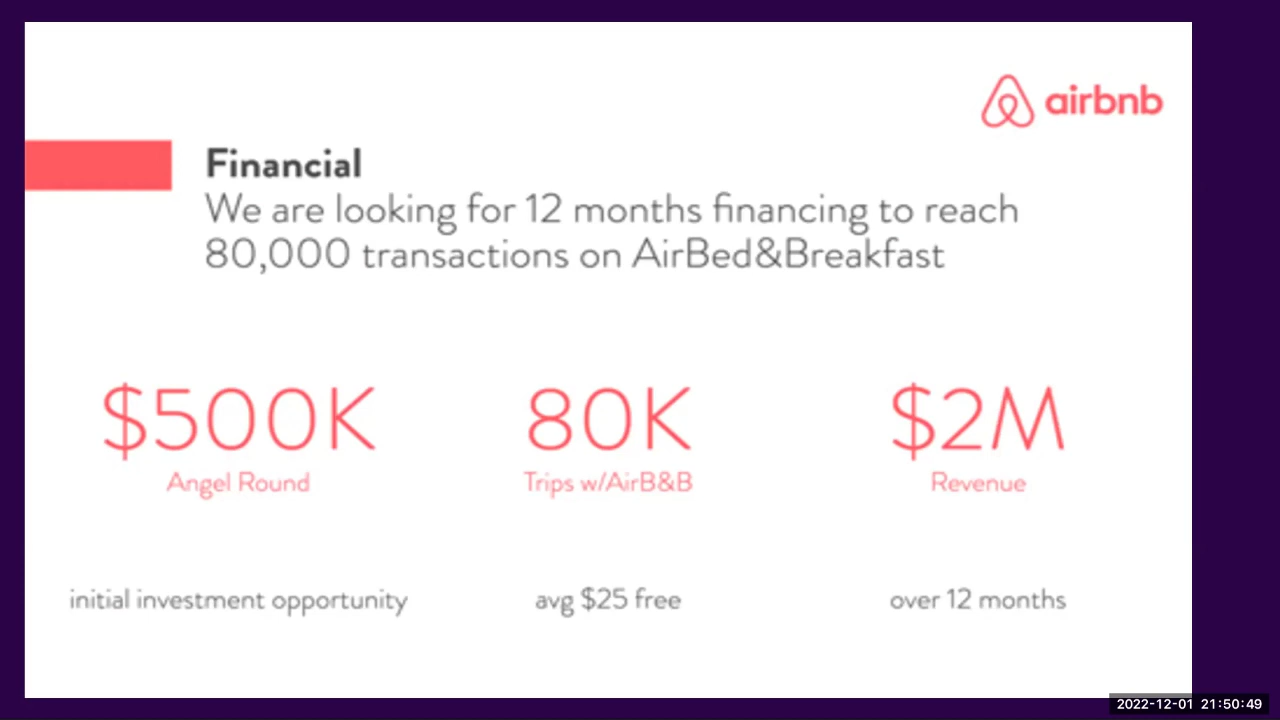 airbnb
Financial
We are looking for 12 months financing to reach
80,000 transactions on AirBed&Breakfast
$500K
Angel Round
initial investment opportunity
80K
Trips w/AirB&B
avg $25 free
$2M
Revenue
over 12 months
2022-12-01 21:50:49